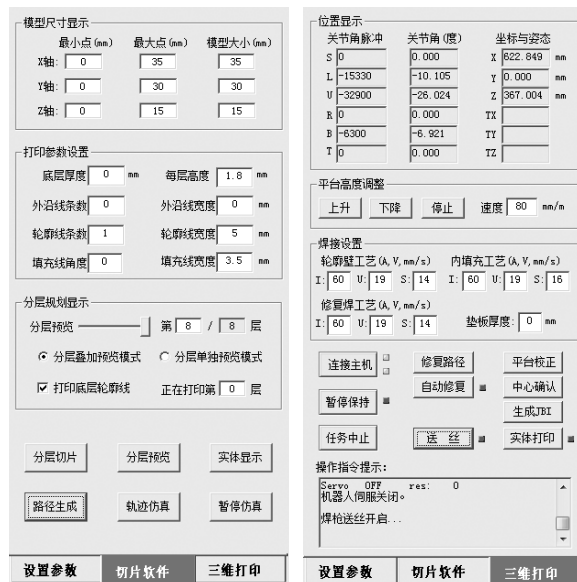 模型尺寸显示
最小点(mm) 最大点(mm) 模型大小(mm)
X轴: 0 35 35
Y轴: 0 30 30
Z轴: 0 15 15
打印参数设置
底层厚度 0 mm 每层高度 1.8 mm
外沿线条数 0 外沿线宽度 0 mm
轮廓线条数 1 轮廓线宽度 5 mm
填充线角度 0 填充线宽度 3.5 mm
分层规划显示
分层预览 第 8 / 8 层
分层叠加预览模式 分层单独预览模式
打印底层轮廓线 正在打印第 0 层
分层切片 分层预览 实体显示
路径生成 轨迹仿真 暂停仿真
设置参数 切片软件 三维打印
位置显示
关节角脉冲 关节角(度) 坐标与姿态
S 0 0.000 X 622.849 mm
L -15330 -10.105 Y 0.000 mm
U -32900 -26.024 Z 367.004 mm
R 0 0.000 TX
B -6300 -6.921 TY
T 0 0.000 TZ
平台高度调整
上升 下降 停止 速度 80 mm/m
焊接设置
轮廓壁工艺(A,V,mm/s) 内填充工艺(A,V,mm/s)
I: 60 U: 19 S: 14 I: 60 U: 19 S: 16
修复焊工艺(A,V,mm/s)
I: 60 U: 19 S: 14 垫板厚度: 0 mm
连接主机 修复路径 平台校正
自动修复 中心确认
暂停保持 生成JBI
任务中止 送 丝 实体打印
操作指令提示:
Servo OFF res: 0
机器人伺服关闭。
焊枪送丝开启...
设置参数 切片软件 三维打印